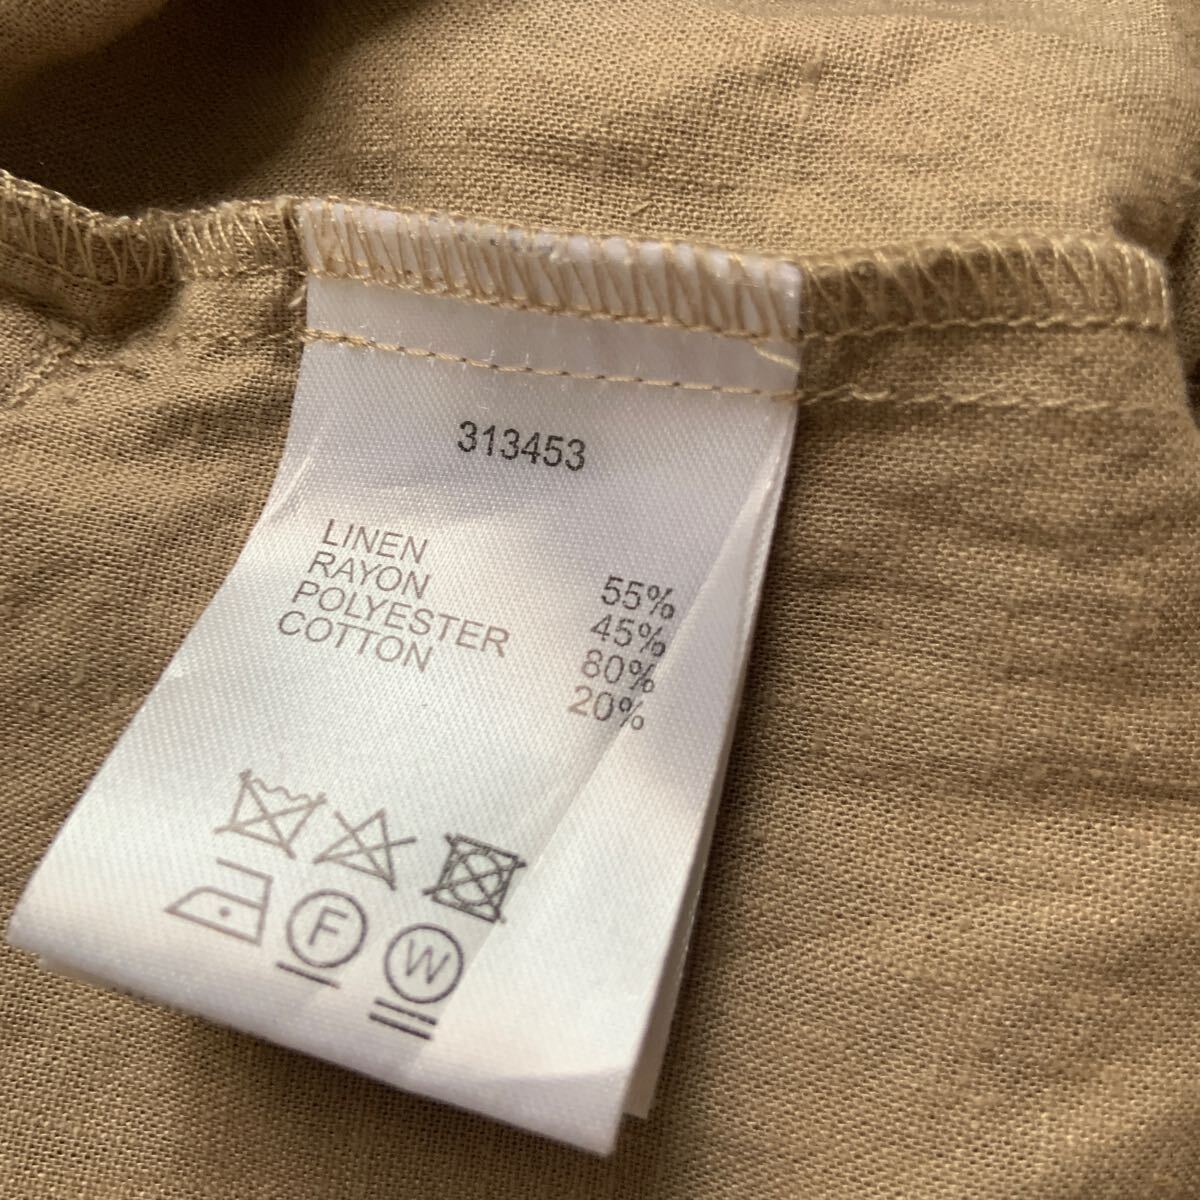 313453
LINEN 55%
RAYON 45%
POLYESTER 80%
COTTON 20%
F W